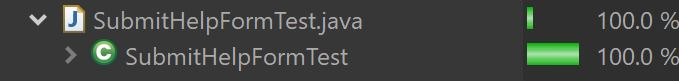 SubmitHelpFormTest.java 100.0 %
SubmitHelpFormTest 100.0 %